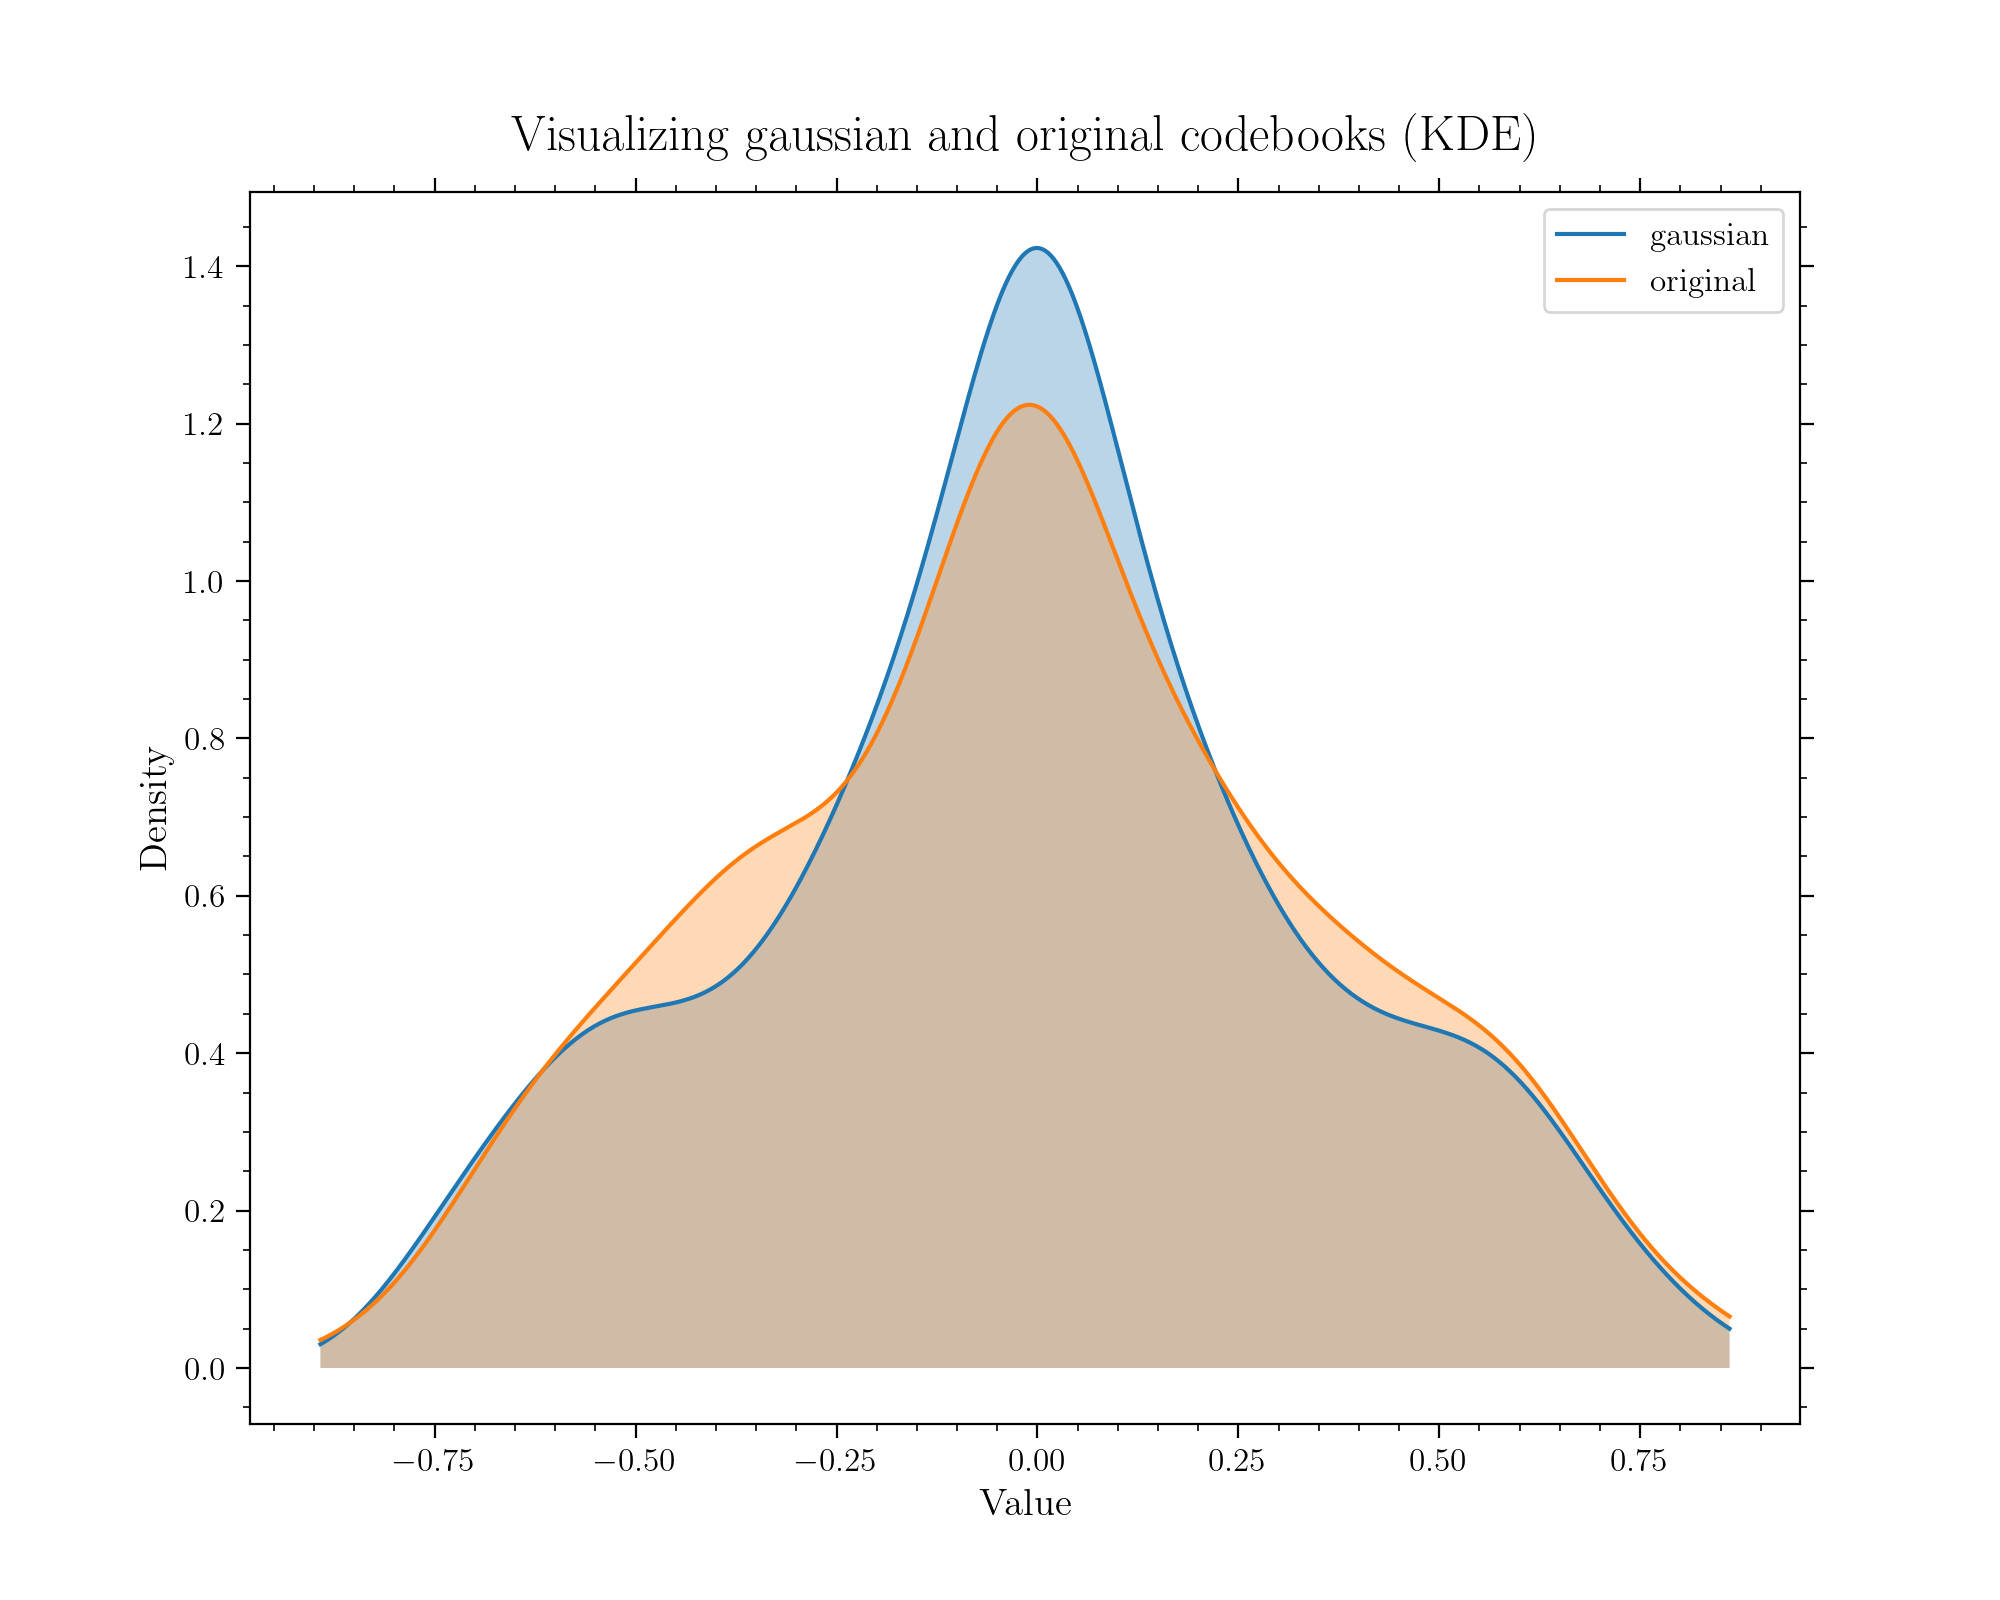 Visualizing gaussian and original codebooks (KDE)
gaussian
original
1.4
1.2
1.0
0.8
0.6
0.4
0.2
0.0
Density
−0.75 −0.50 −0.25 0.00 0.25 0.50 0.75
Value